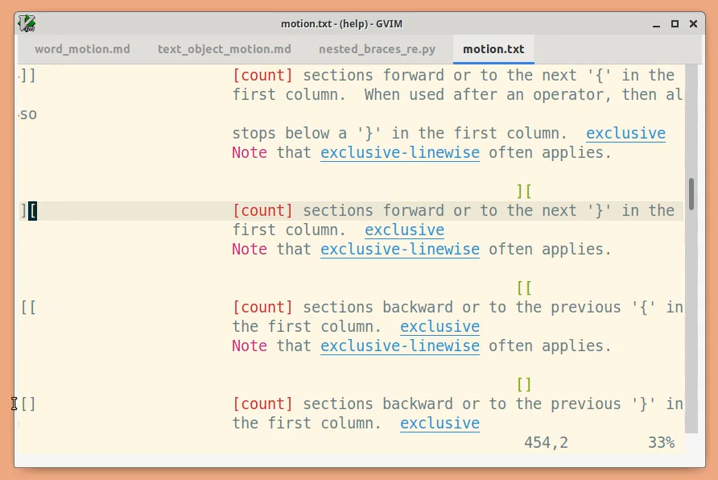 motion.txt - (help) - GVIM
word_motion.md text_object_motion.md nested_braces_re.py motion.txt
]] [count] sections forward or to the next '{' in the
first column. When used after an operator, then al
so
stops below a '}' in the first column. exclusive
Note that exclusive-linewise often applies.
][
][ [count] sections forward or to the next '}' in the
first column. exclusive
Note that exclusive-linewise often applies.
[[
[[ [count] sections backward or to the previous '{' in
the first column. exclusive
Note that exclusive-linewise often applies.
[]
[] [count] sections backward or to the previous '}' in
the first column. exclusive
454,2 33%